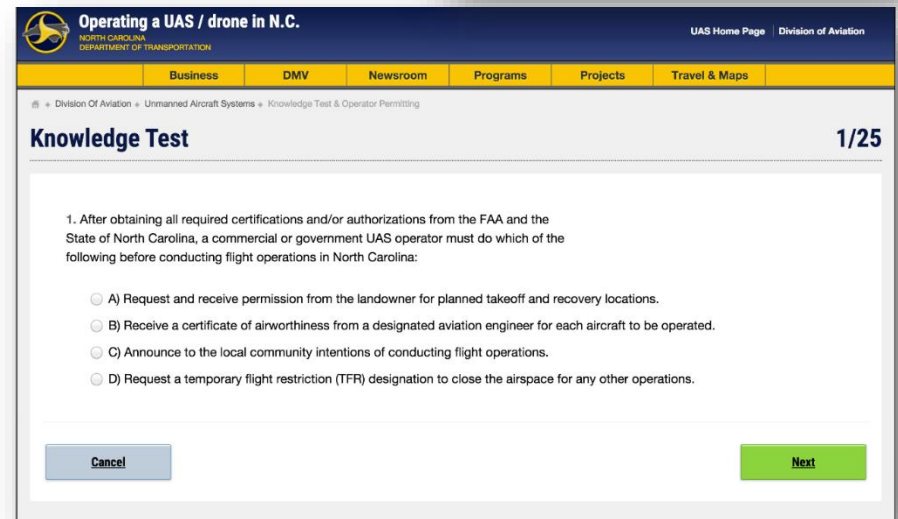 Operating a UAS / drone in N.C.
NORTH CAROLINA
DEPARTMENT OF TRANSPORTATION
UAS Home Page Division of Aviation
Business DMV Newsroom Programs Projects Travel & Maps
Division Of Aviation Unmanned Aircraft Systems Knowledge Test & Operator Permitting
Knowledge Test 1/25
1. After obtaining all required certifications and/or authorizations from the FAA and the
State of North Carolina, a commercial or government UAS operator must do which of the
following before conducting flight operations in North Carolina:
A) Request and receive permission from the landowner for planned takeoff and recovery locations.
B) Receive a certificate of airworthiness from a designated aviation engineer for each aircraft to be operated.
C) Announce to the local community intentions of conducting flight operations.
D) Request a temporary flight restriction (TFR) designation to close the airspace for any other operations.
Cancel Next